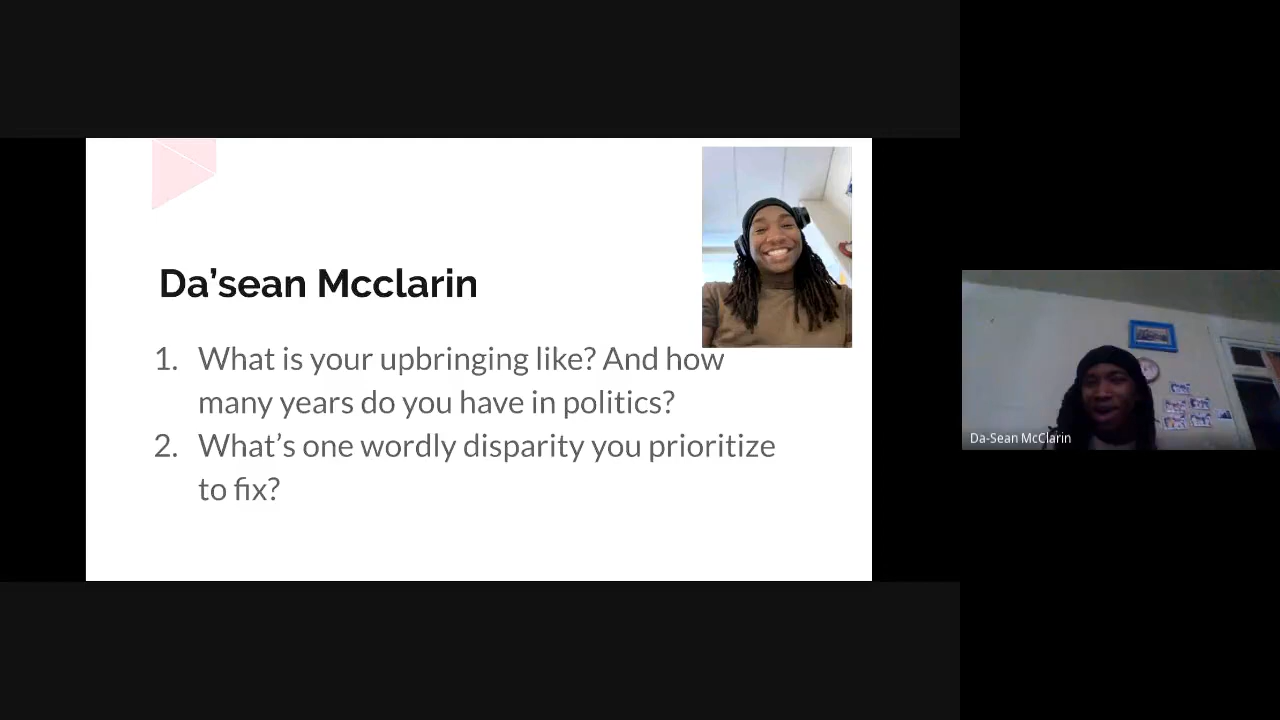 Da’sean Mcclarin
1. What is your upbringing like? And how
many years do you have in politics?
2. What’s one wordly disparity you prioritize
to fix?
Da-Sean McClarin